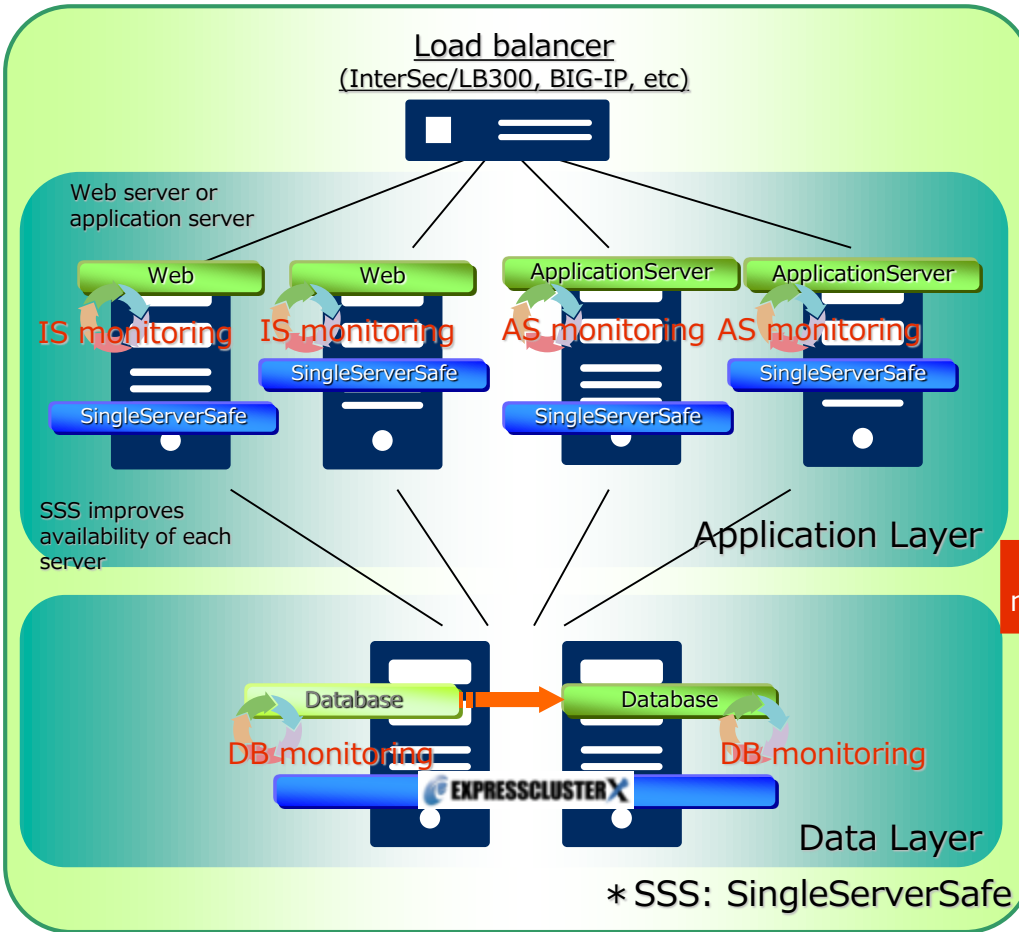 Load balancer
(InterSec/LB300, BIG-IP, etc)
Web server or
application server
Web
Web
ApplicationServer
ApplicationServer
IS monitoring
IS monitoring
AS monitoring
AS monitoring
SingleServerSafe
SingleServerSafe
SingleServerSafe
SingleServerSafe
SSS improves
availability of each
server
Application Layer
Database
Database
DB monitoring
DB monitoring
EXPRESSCLUSTER X
Data Layer
*SSS: SingleServerSafe